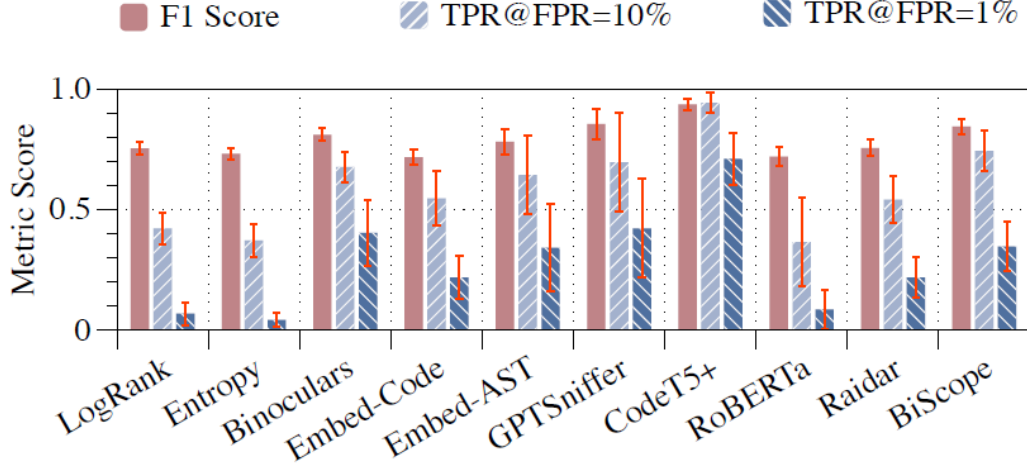 F1 Score TPR@FPR=10% TPR@FPR=1%
1.0
0.5
0
Metric Score
LogRank
Entropy
Binoculars
Embed-Code
Embed-AST
GPTSniffer
CodeT5+
RoBERTa
Raidar
BiScope